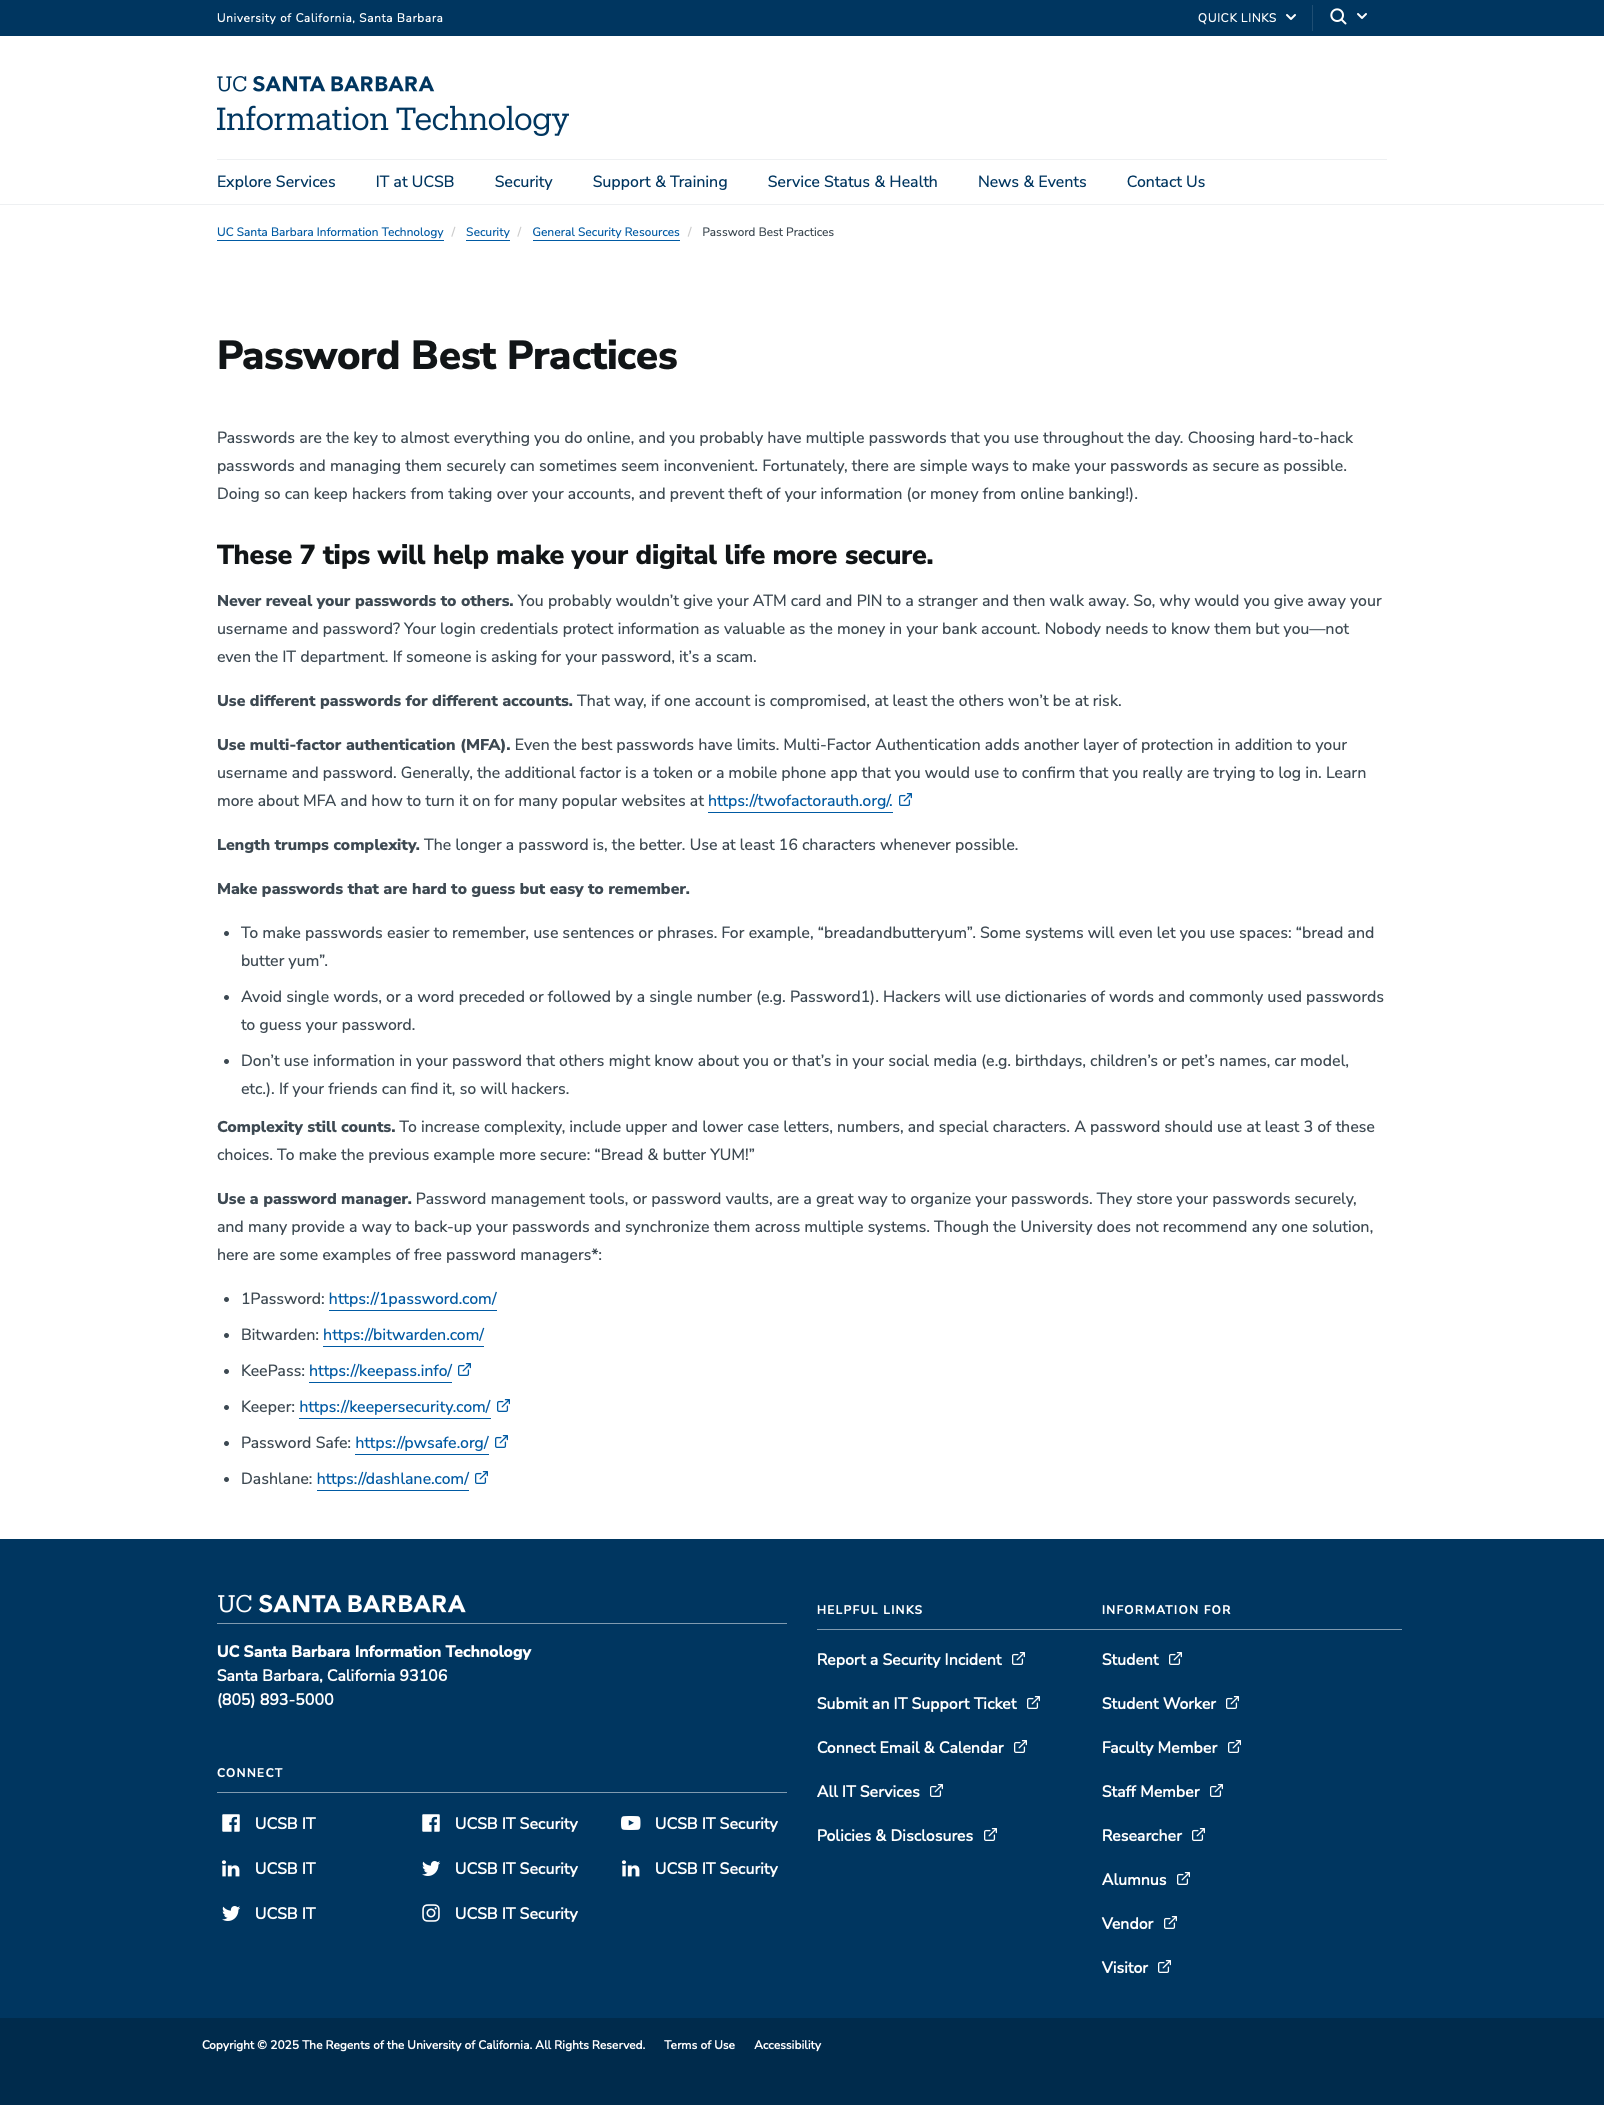 University of California, Santa Barbara
QUICK LINKS
UC SANTA BARBARA
Information Technology
Explore Services IT at UCSB Security Support & Training Service Status & Health News & Events Contact Us
UC Santa Barbara Information Technology / Security / General Security Resources / Password Best Practices
Password Best Practices
Passwords are the key to almost everything you do online, and you probably have multiple passwords that you use throughout the day. Choosing hard-to-hack
passwords and managing them securely can sometimes seem inconvenient. Fortunately, there are simple ways to make your passwords as secure as possible.
Doing so can keep hackers from taking over your accounts, and prevent theft of your information (or money from online banking!).
These 7 tips will help make your digital life more secure.
Never reveal your passwords to others. You probably wouldn’t give your ATM card and PIN to a stranger and then walk away. So, why would you give away your
username and password? Your login credentials protect information as valuable as the money in your bank account. Nobody needs to know them but you—not
even the IT department. If someone is asking for your password, it’s a scam.
Use different passwords for different accounts. That way, if one account is compromised, at least the others won’t be at risk.
Use multi-factor authentication (MFA). Even the best passwords have limits. Multi-Factor Authentication adds another layer of protection in addition to your
username and password. Generally, the additional factor is a token or a mobile phone app that you would use to confirm that you really are trying to log in. Learn
more about MFA and how to turn it on for many popular websites at https://twofactorauth.org/.
Length trumps complexity. The longer a password is, the better. Use at least 16 characters whenever possible.
Make passwords that are hard to guess but easy to remember.
• To make passwords easier to remember, use sentences or phrases. For example, “breadandbutteryum”. Some systems will even let you use spaces: “bread and
butter yum”.
• Avoid single words, or a word preceded or followed by a single number (e.g. Password1). Hackers will use dictionaries of words and commonly used passwords
to guess your password.
• Don’t use information in your password that others might know about you or that’s in your social media (e.g. birthdays, children’s or pet’s names, car model,
etc.). If your friends can find it, so will hackers.
Complexity still counts. To increase complexity, include upper and lower case letters, numbers, and special characters. A password should use at least 3 of these
choices. To make the previous example more secure: “Bread & butter YUM!”
Use a password manager. Password management tools, or password vaults, are a great way to organize your passwords. They store your passwords securely,
and many provide a way to back-up your passwords and synchronize them across multiple systems. Though the University does not recommend any one solution,
here are some examples of free password managers*:
• 1Password: https://1password.com/
• Bitwarden: https://bitwarden.com/
• KeePass: https://keepass.info/
• Keeper: https://keepersecurity.com/
• Password Safe: https://pwsafe.org/
• Dashlane: https://dashlane.com/
UC SANTA BARBARA
UC Santa Barbara Information Technology
Santa Barbara, California 93106
(805) 893-5000
CONNECT
UCSB IT UCSB IT Security UCSB IT Security
UCSB IT UCSB IT Security UCSB IT Security
UCSB IT UCSB IT Security
HELPFUL LINKS
Report a Security Incident
Submit an IT Support Ticket
Connect Email & Calendar
All IT Services
Policies & Disclosures
INFORMATION FOR
Student
Student Worker
Faculty Member
Staff Member
Researcher
Alumnus
Vendor
Visitor
Copyright © 2025 The Regents of the University of California. All Rights Reserved. Terms of Use Accessibility